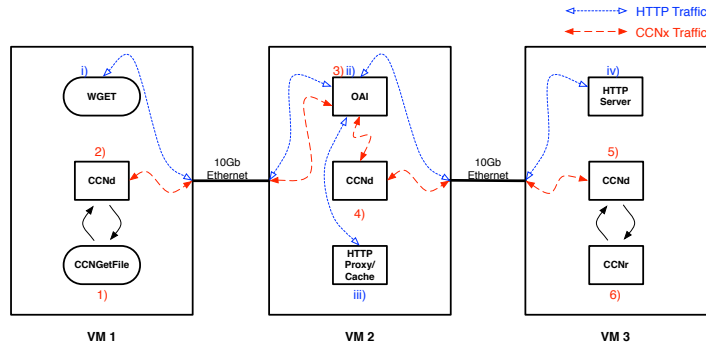 HTTP Traffic
CCNx Traffic
i)
WGET
2)
CCNd
CCNGetFile
1)
VM 1
10Gb
Ethernet
3) ii)
OAI
CCNd
4)
HTTP
Proxy/
Cache
iii)
VM 2
10Gb
Ethernet
iv)
HTTP
Server
5)
CCNd
CCNr
6)
VM 3